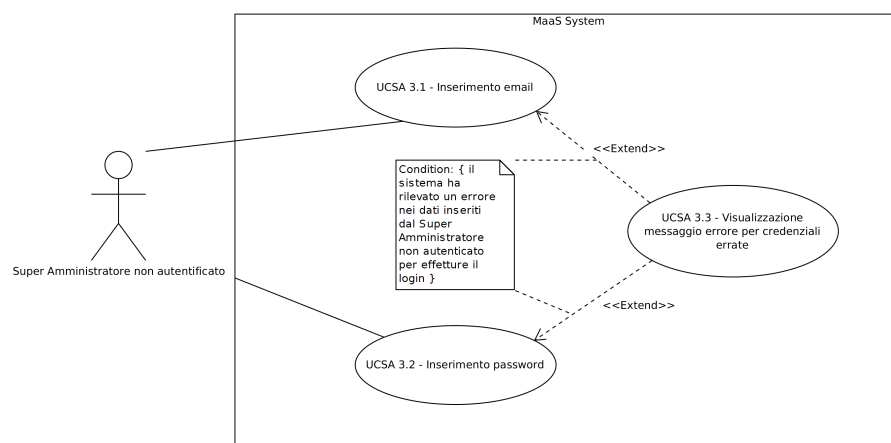 MaaS System
UCSA 3.1 - Inserimento email
<<Extend>>
Condition: { il
sistema ha
rilevato un errore
nei dati inseriti
dal Super
Amministratore
non autenticato
per effetture il
login }
UCSA 3.3 - Visualizzazione
messaggio errore per credenziali
errate
Super Amministratore non autentificato
<<Extend>>
UCSA 3.2 - Inserimento password